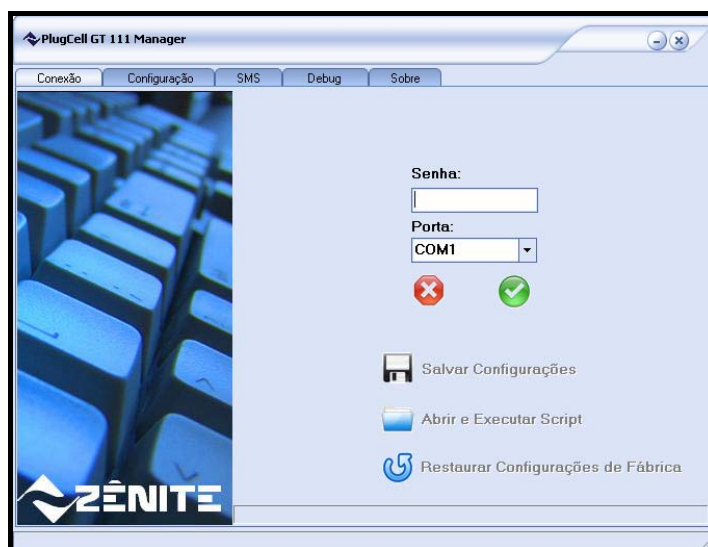 PlugCell GT 111 Manager
Conexão Configuração SMS Debug Sobre
Senha:
Porta:
COM1
Salvar Configurações
Abrir e Executar Script
Restaurar Configurações de Fábrica
ZÊNITE